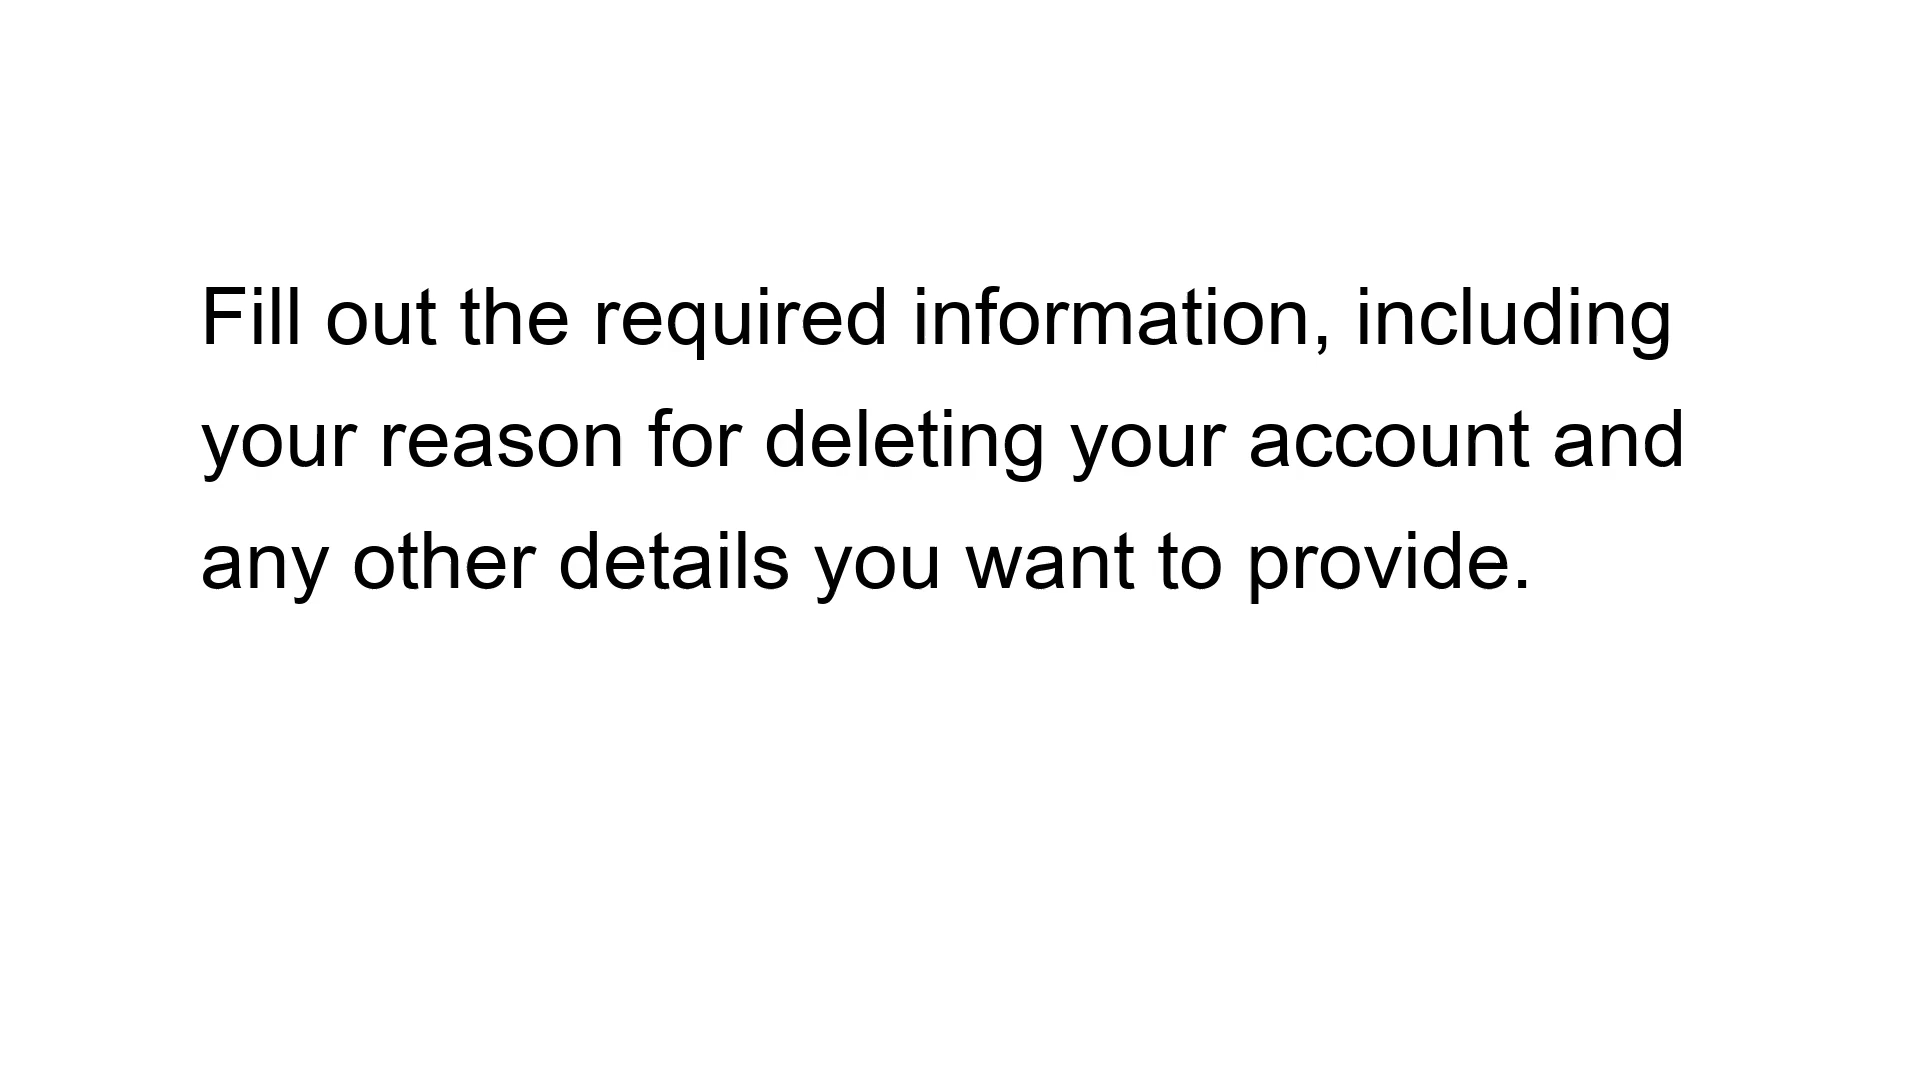 Fill out the required information, including
your reason for deleting your account and
any other details you want to provide.